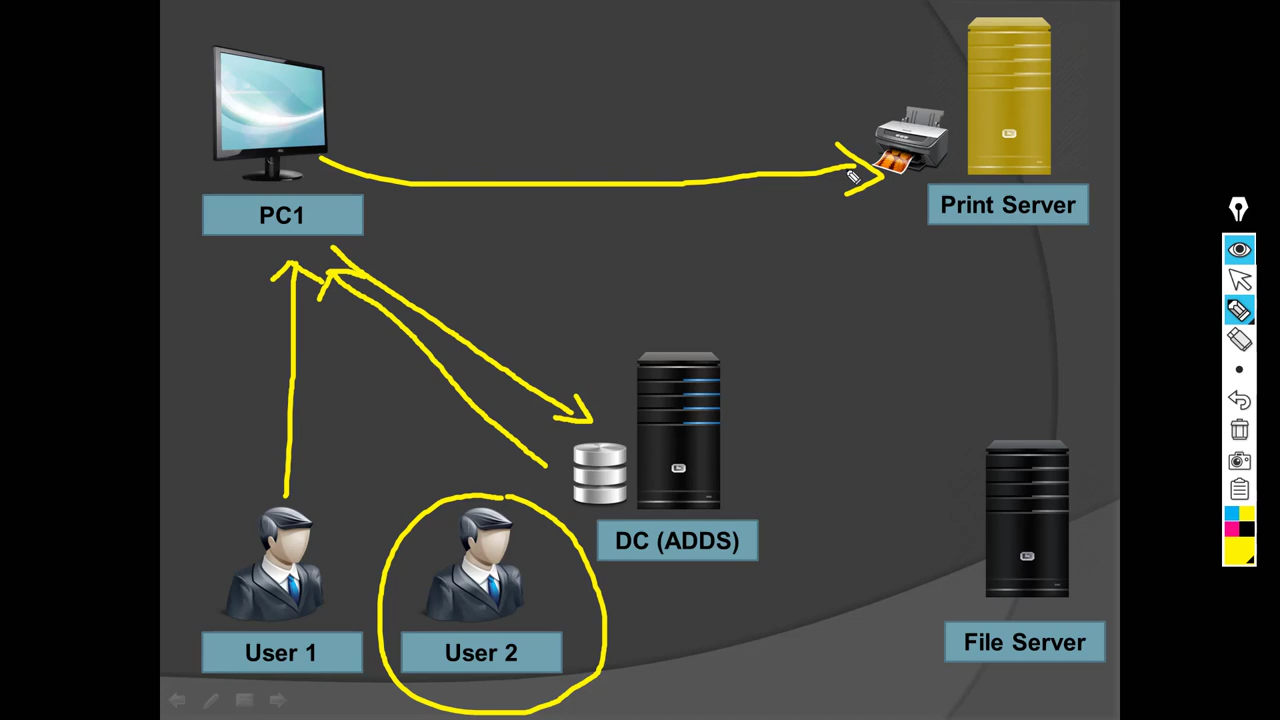 PC1
Print Server
DC (ADDS)
User 1
User 2
File Server